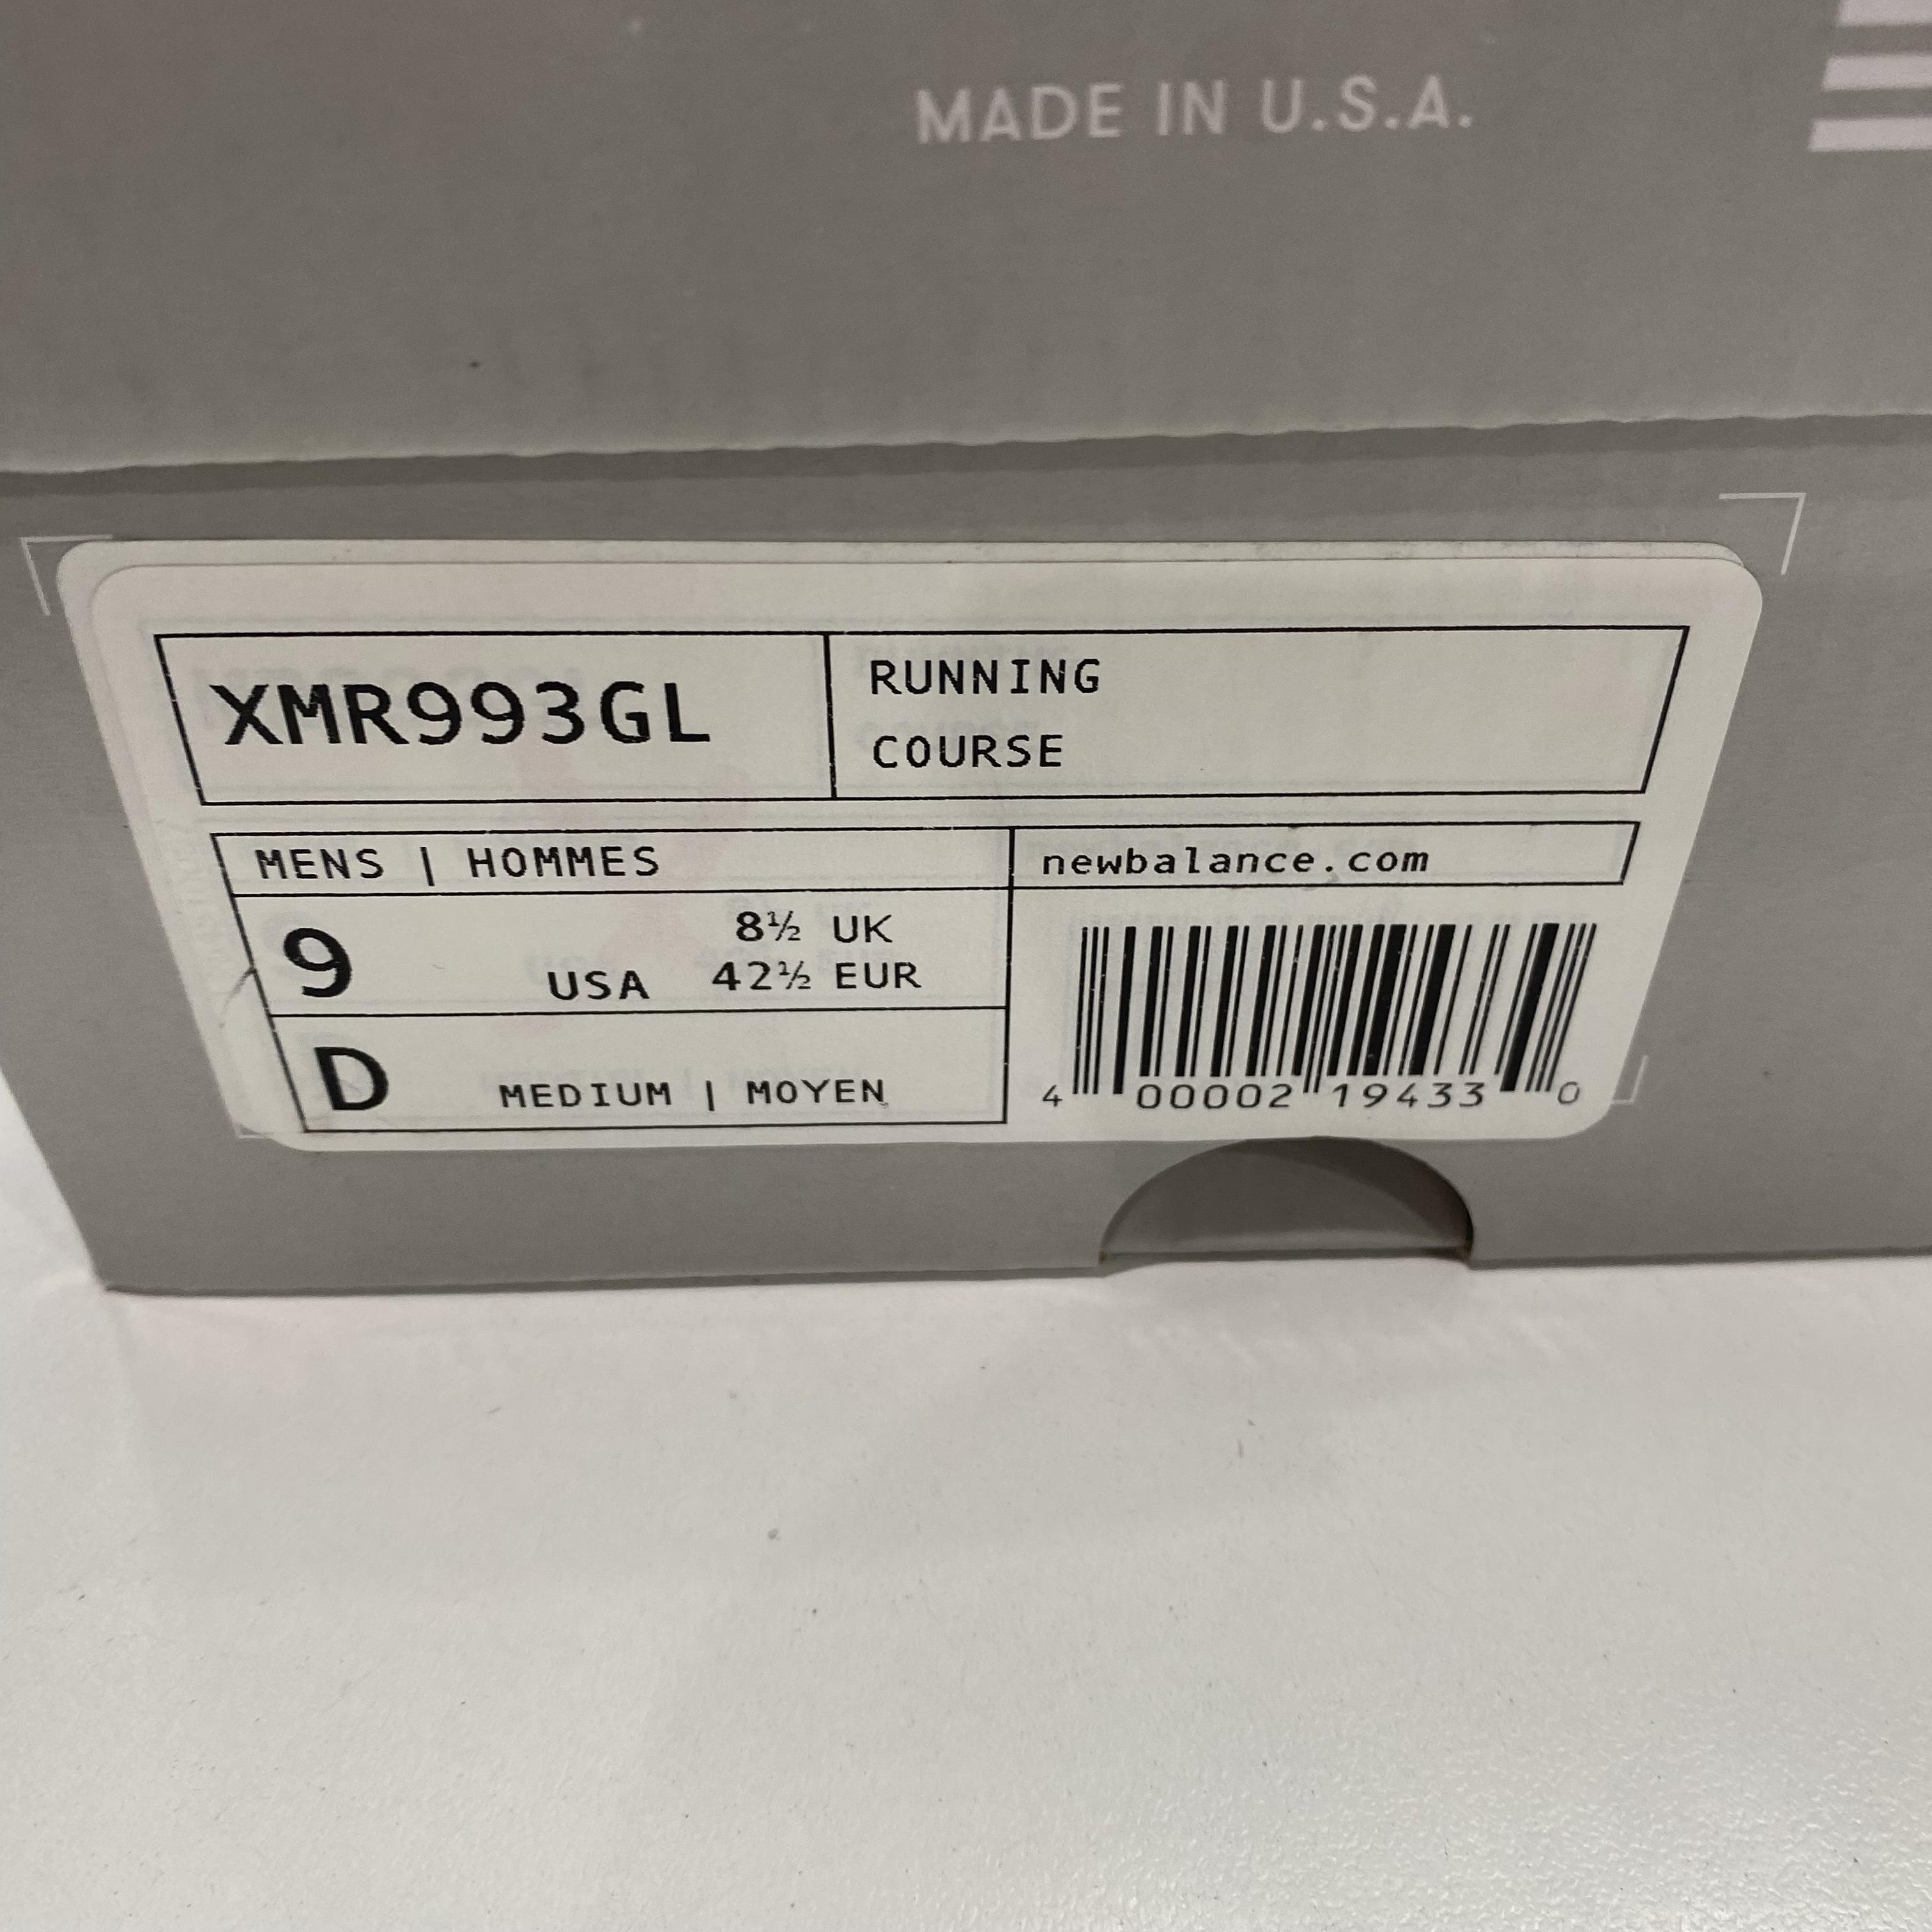 MADE IN U.S.A.
XMR993GL
RUNNING
COURSE
MENS | HOMMES
newbalance.com
9 USA
8½ UK
42½ EUR
D MEDIUM | MOYEN
4 00002 19433 0